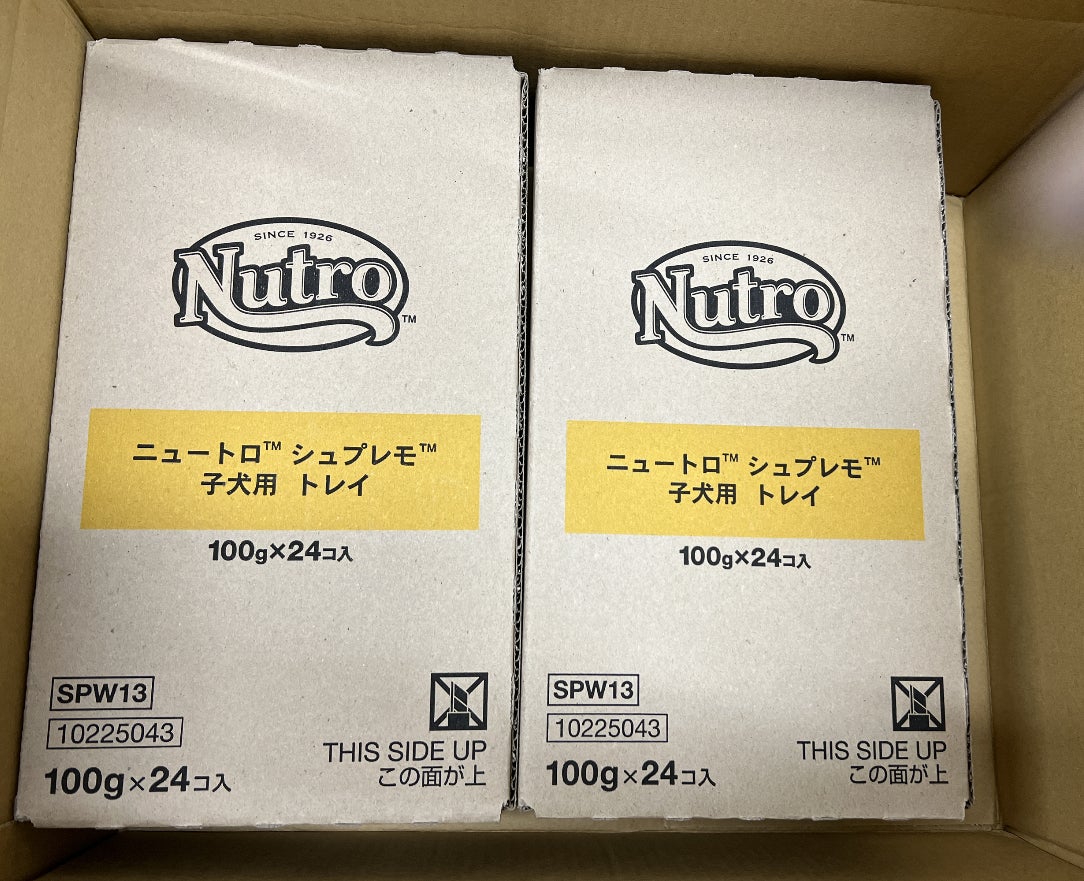 SINCE 1926
Nutro™
ニュートロ™ シュプレモ™
子犬用 トレイ
100g×24コ入
SPW13
10225043
100g×24コ入
THIS SIDE UP
この面が上
SINCE 1926
Nutro™
ニュートロ™ シュプレモ™
子犬用 トレイ
100g×24コ入
SPW13
10225043
100g×24コ入
THIS SIDE UP
この面が上